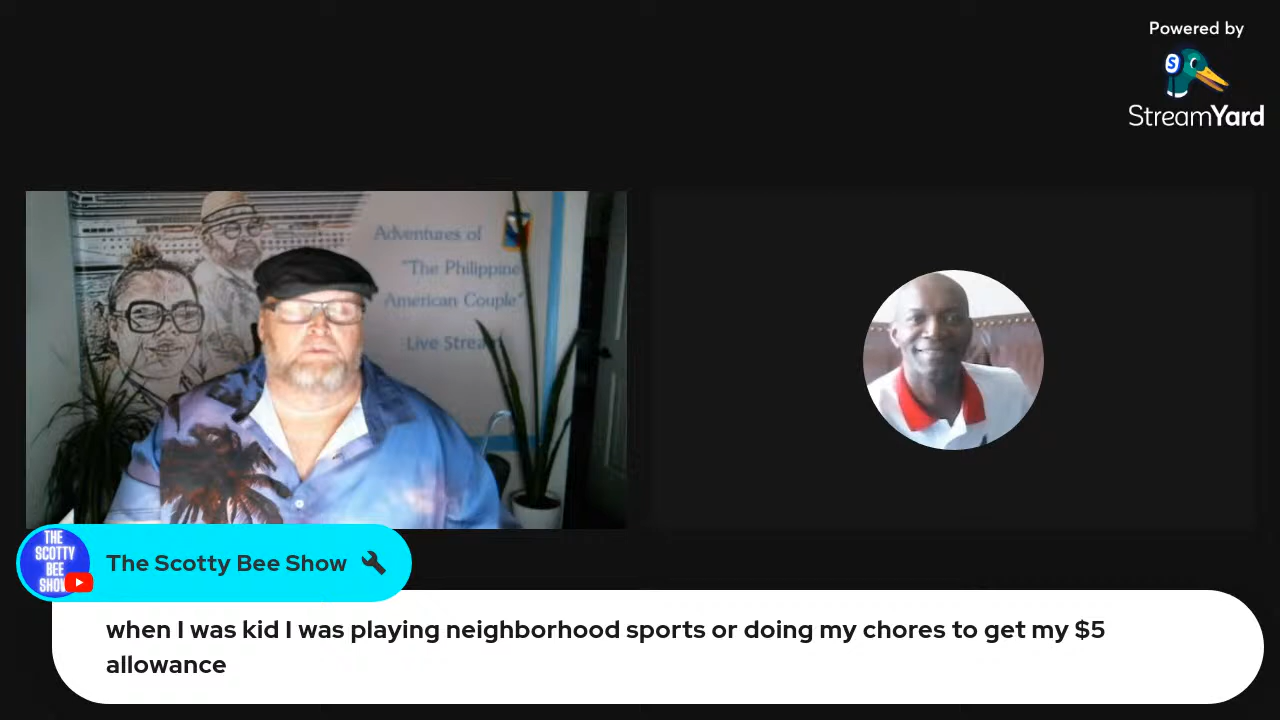 Powered by
S
StreamYard
Adventures of
"The Philippine
American Couple"
Live Strea
THE
SCOTTY
BEE
SHOW
The Scotty Bee Show
when I was kid I was playing neighborhood sports or doing my chores to get my $5
allowance